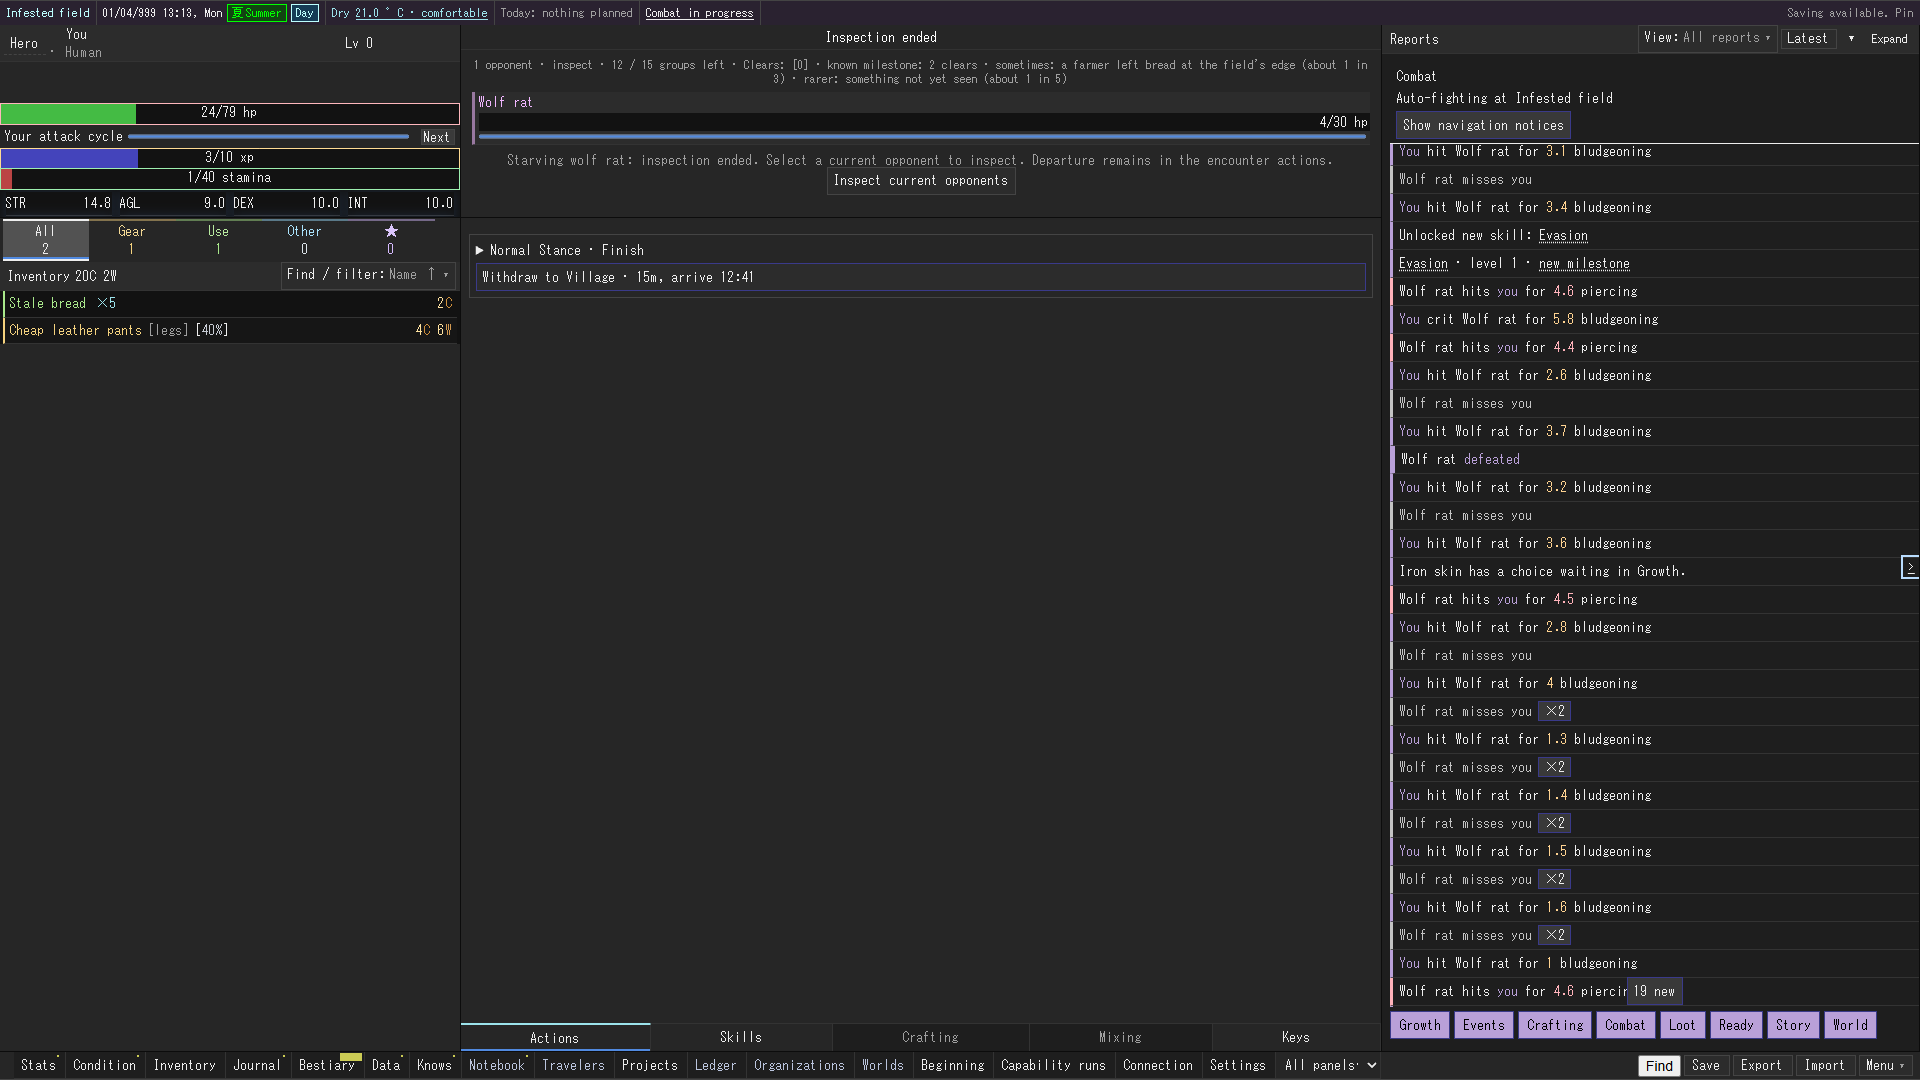 Infested field 01/04/999 13:13, Mon 夏Summer Day Dry 21.0 °C · comfortable Today: nothing planned Combat in progress Saving available. Pin
Hero · You Human Lv 0
24/79 hp
Your attack cycle Next
3/10 xp
1/40 stamina
STR 14.8 AGL 9.0 DEX 10.0 INT 10.0
All Gear Use Other ★
2 1 1 0 0
Inventory 20C 2W Find / filter: Name ↑ ▾
Stale bread ×5 2C
Cheap leather pants [legs] [40%] 4C 6W
Inspection ended
1 opponent · inspect · 12 / 15 groups left · Clears: [0] · known milestone: 2 clears · sometimes: a farmer left bread at the field's edge (about 1 in
3) · rarer: something not yet seen (about 1 in 5)
Wolf rat
4/30 hp
Starving wolf rat: inspection ended. Select a current opponent to inspect. Departure remains in the encounter actions.
Inspect current opponents
▶ Normal Stance · Finish
Withdraw to Village · 15m, arrive 12:41
Actions Skills Crafting Mixing Keys
Reports View: All reports ▾ Latest ▾ Expand
Combat
Auto-fighting at Infested field
Show navigation notices
You hit Wolf rat for 3.1 bludgeoning
Wolf rat misses you
You hit Wolf rat for 3.4 bludgeoning
Unlocked new skill: Evasion
Evasion · level 1 · new milestone
Wolf rat hits you for 4.6 piercing
You crit Wolf rat for 5.8 bludgeoning
Wolf rat hits you for 4.4 piercing
You hit Wolf rat for 2.6 bludgeoning
Wolf rat misses you
You hit Wolf rat for 3.7 bludgeoning
Wolf rat defeated
You hit Wolf rat for 3.2 bludgeoning
Wolf rat misses you
You hit Wolf rat for 3.6 bludgeoning
Iron skin has a choice waiting in Growth.
Wolf rat hits you for 4.5 piercing
You hit Wolf rat for 2.8 bludgeoning
Wolf rat misses you
You hit Wolf rat for 4 bludgeoning
Wolf rat misses you ×2
You hit Wolf rat for 1.3 bludgeoning
Wolf rat misses you ×2
You hit Wolf rat for 1.4 bludgeoning
Wolf rat misses you ×2
You hit Wolf rat for 1.5 bludgeoning
Wolf rat misses you ×2
You hit Wolf rat for 1.6 bludgeoning
Wolf rat misses you ×2
You hit Wolf rat for 1 bludgeoning
Wolf rat hits you for 4.6 piercin 19 new
>
Growth Events Crafting Combat Loot Ready Story World
Stats Condition Inventory Journal Bestiary Data Knows Notebook Travelers Projects Ledger Organizations Worlds Beginning Capability runs Connection Settings All panels Find Save Export Import Menu ▾